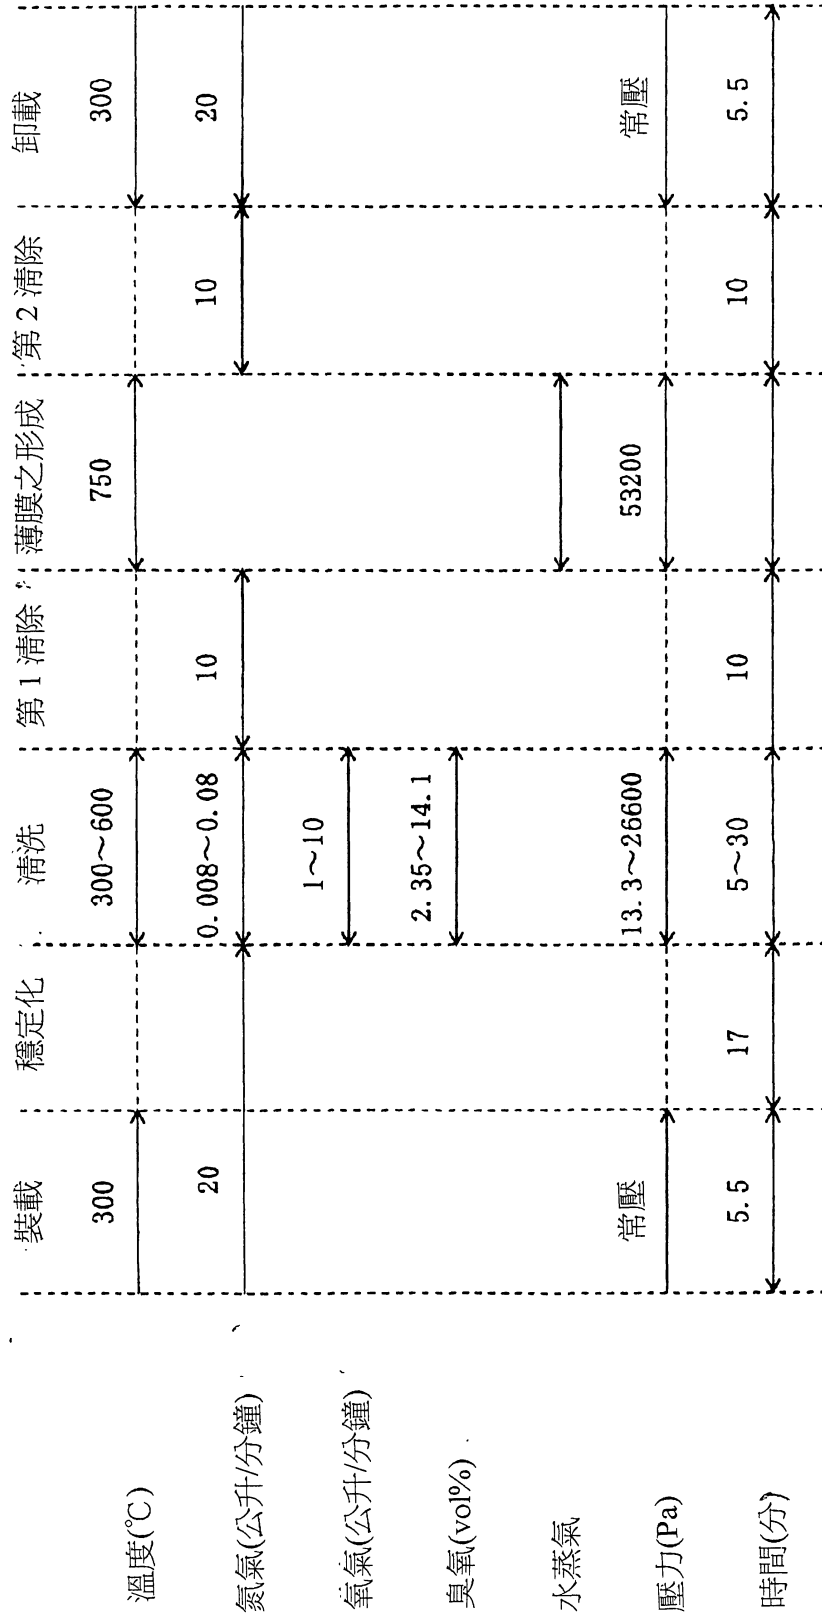 裝載 穩定化 清洗 第1清除 薄膜之形成 第2清除 卸載
溫度(℃) 300 300～600 750 300
氮氣(公升/分鐘) 20 0.008～0.08 10 10 20
氧氣(公升/分鐘) 1～10
臭氧(vol%) 2.35～14.1
水蒸氣
壓力(Pa) 常壓 13.3～26600 53200 常壓
時間(分) 5.5 17 5～30 10 10 5.5